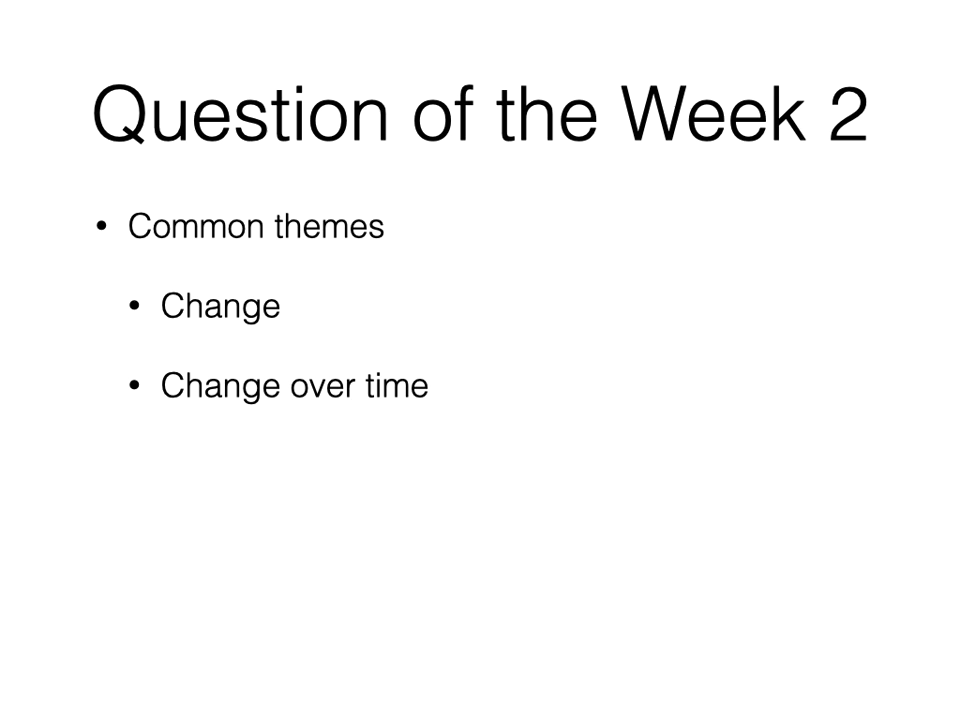 Question of the Week 2
• Common themes
• Change
• Change over time